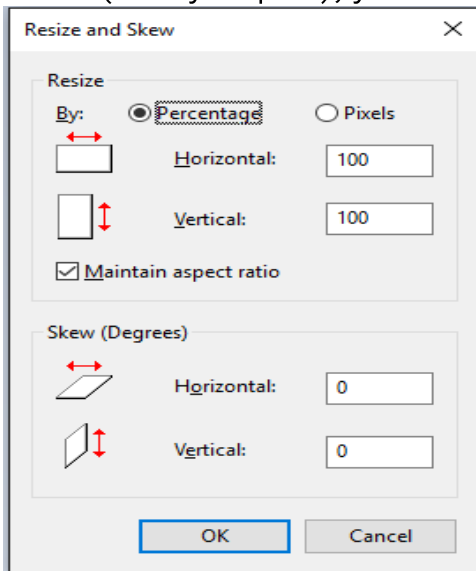 Resize and Skew
Resize
By: Percentage Pixels
Horizontal: 100
Vertical: 100
Maintain aspect ratio
Skew (Degrees)
Horizontal: 0
Vertical: 0
OK Cancel